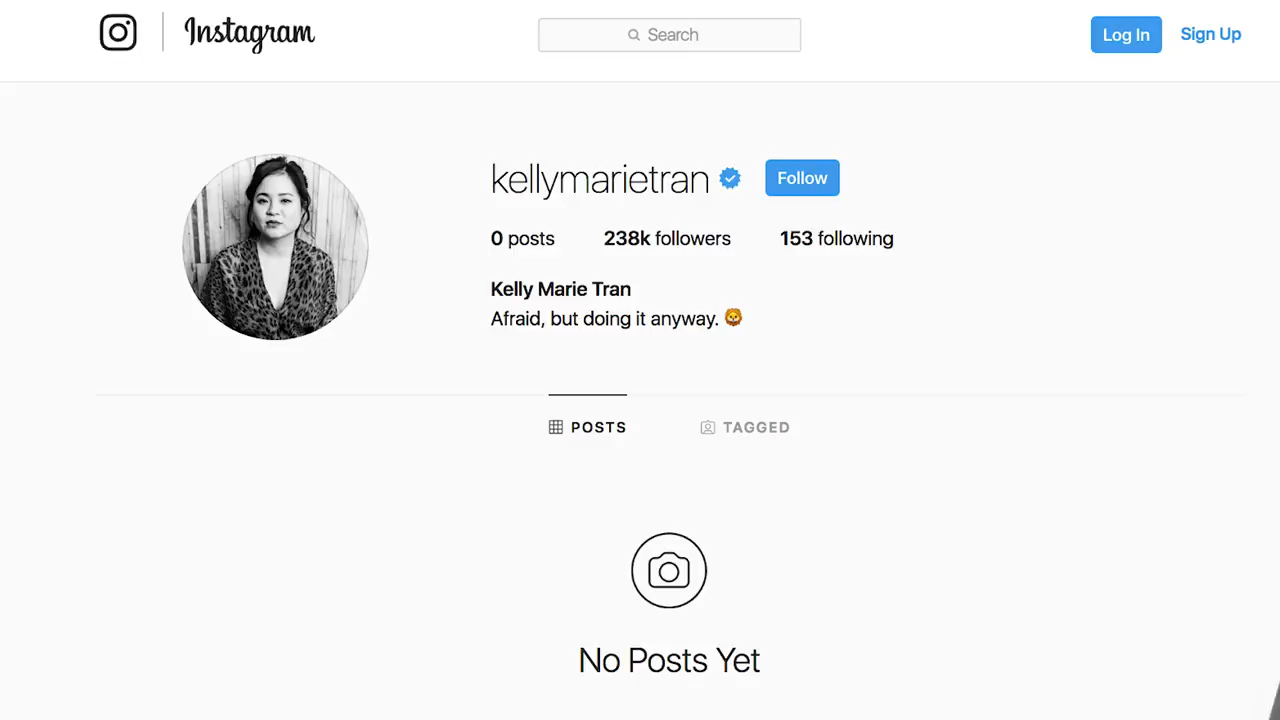 Instagram
Search
Log In
Sign Up
kellymarietran
Follow
0 posts
238k followers
153 following
Kelly Marie Tran
Afraid, but doing it anyway. 🦁
POSTS
TAGGED
No Posts Yet